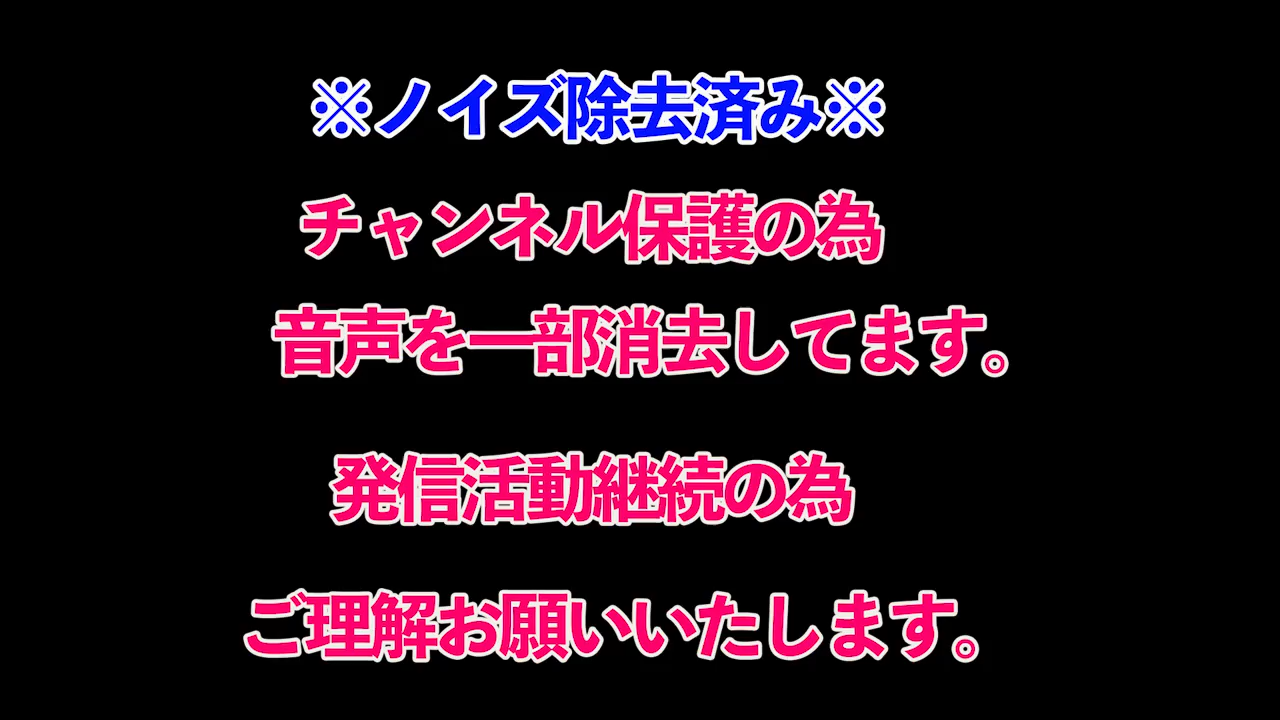 ※ノイズ除去済み※
チャンネル保護の為
音声を一部消去してます。
発信活動継続の為
ご理解お願いいたします。